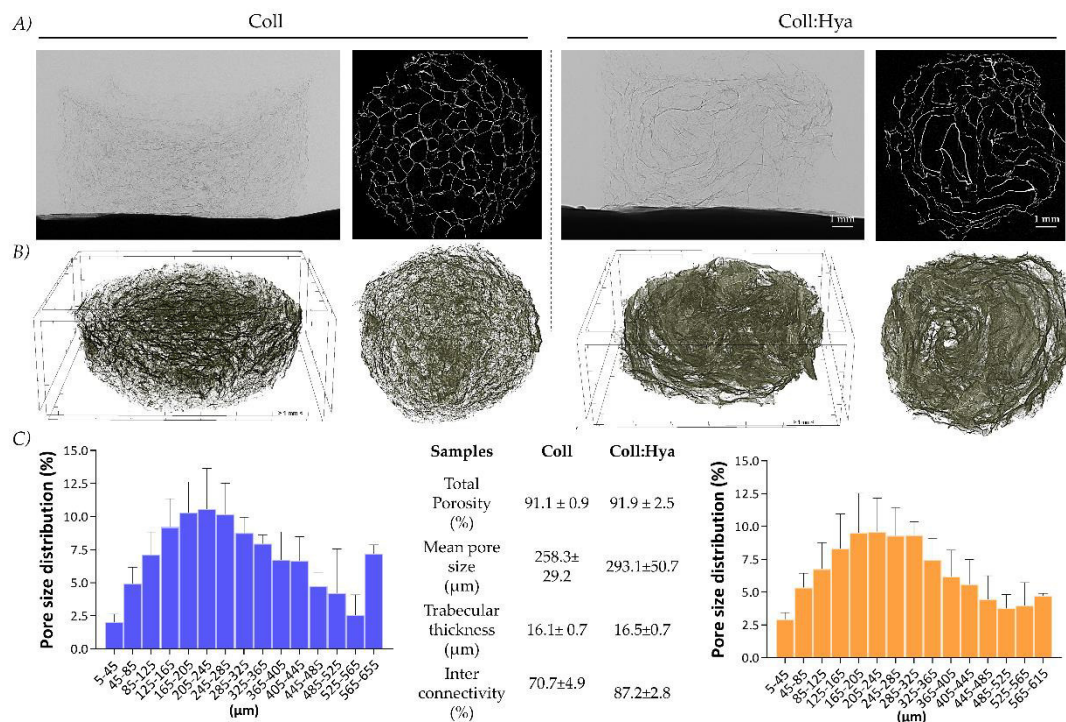 A)
Coll
Coll:Hya
1 mm
1 mm
B)
> 1 mm <
> 1 mm <
C)
Pore size distribution (%)
15.0
12.5
10.0
7.5
5.0
2.5
0.0
5-45
45-85
85-125
125-165
165-205
205-245
245-285
285-325
325-365
365-405
405-445
445-485
485-525
525-565
565-655
(µm)
Samples Coll Coll:Hya
Total
Porosity
(%)
91.1 ± 0.9 91.9 ± 2.5
Mean pore
size
(µm)
258.3±
29.2
293.1±50.7
Trabecular
thickness
(µm)
16.1± 0.7 16.5±0.7
Inter
connectivity
(%)
70.7±4.9 87.2±2.8
Pore size distribution (%)
15.0
12.5
10.0
7.5
5.0
2.5
0.0
5-45
45-85
85-125
125-165
165-205
205-245
245-285
285-325
325-365
365-405
405-445
445-485
485-525
525-565
565-615
(µm)